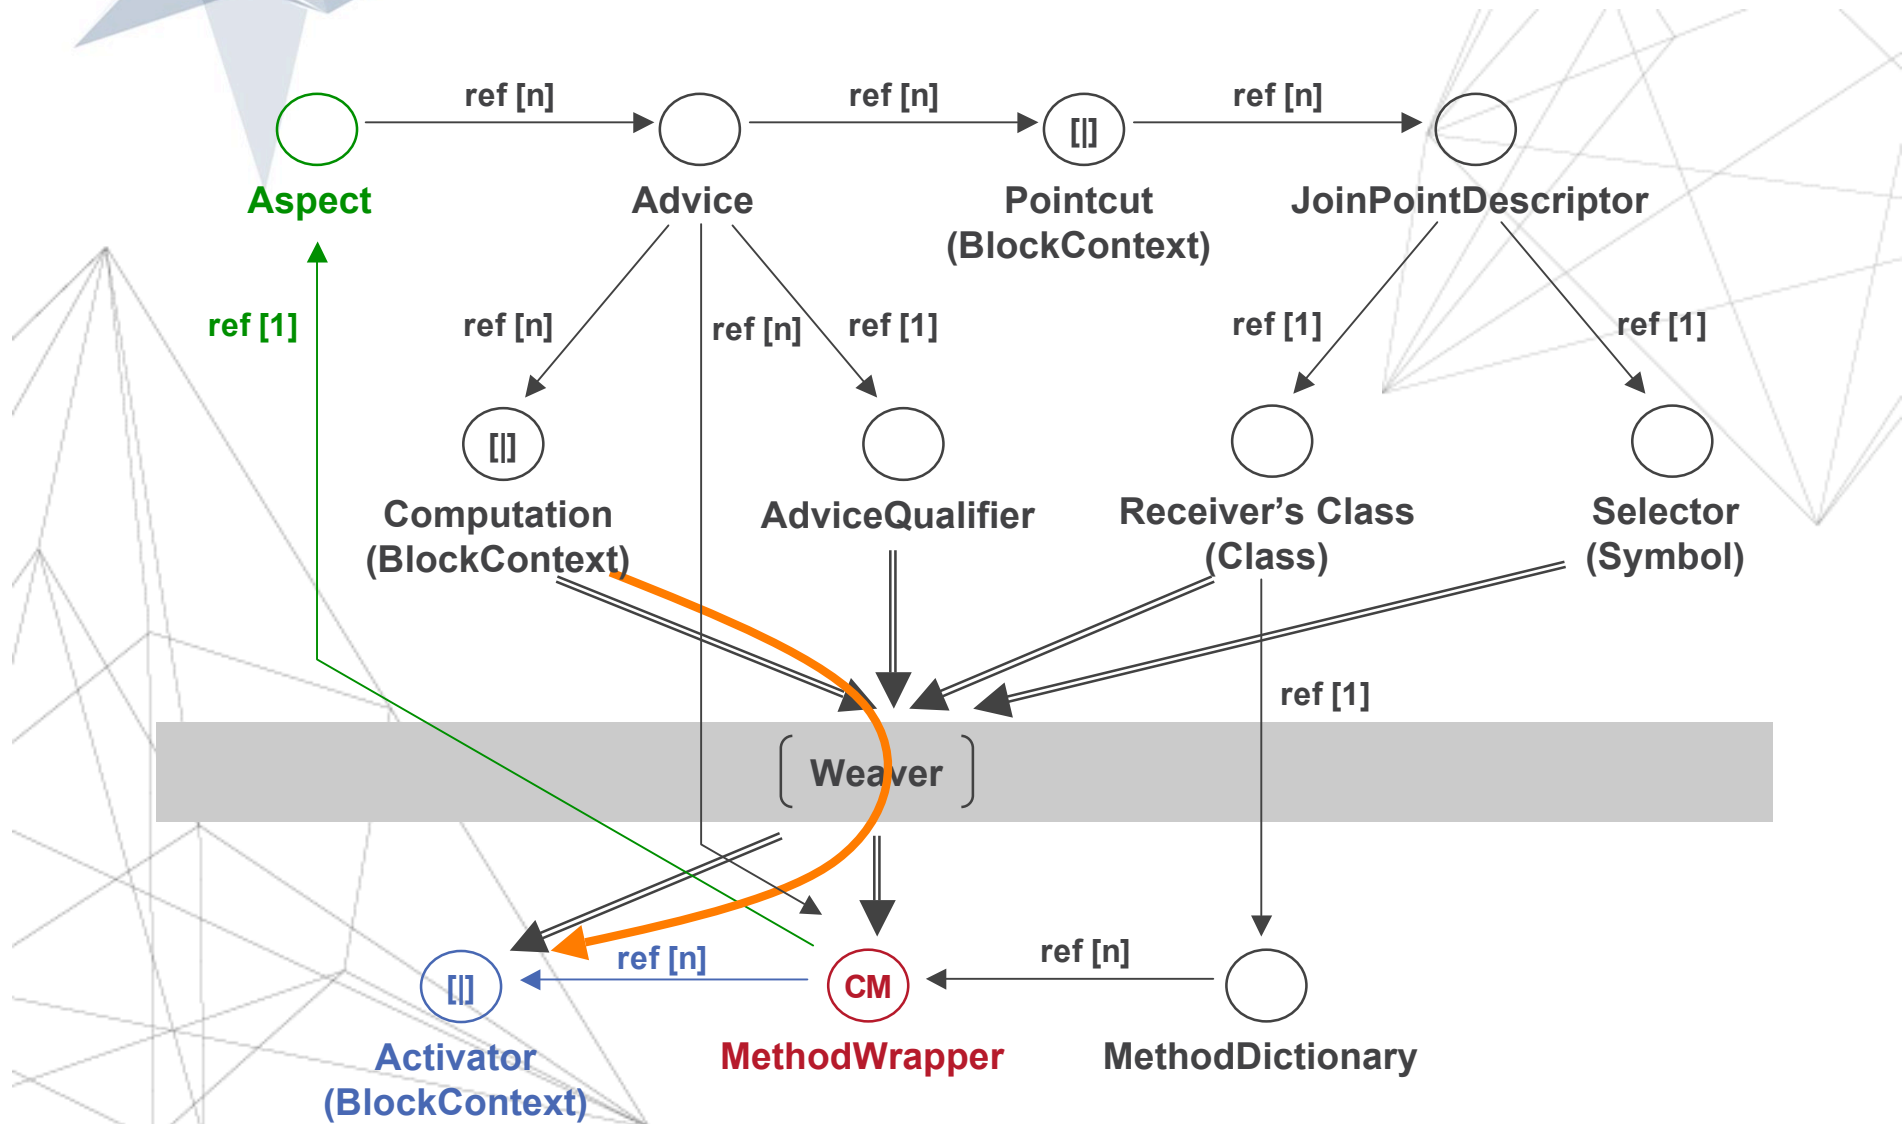 ref [n]
ref [n]
ref [n]
[|]
Aspect
Advice
Pointcut
(BlockContext)
JoinPointDescriptor
ref [1]
ref [n]
ref [n]
ref [1]
ref [1]
ref [1]
[|]
Computation
(BlockContext)
AdviceQualifier
Receiver’s Class
(Class)
Selector
(Symbol)
ref [1]
Weaver
ref [n]
ref [n]
[|]
CM
Activator
(BlockContext)
MethodWrapper
MethodDictionary